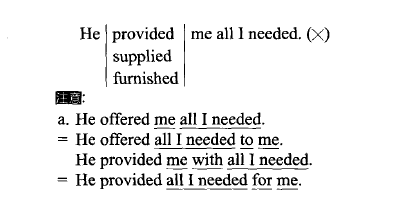 He | provided | me all I needed. (×)
supplied
furnished
注意:
a. He offered me all I needed.
= He offered all I needed to me.
He provided me with all I needed.
= He provided all I needed for me.